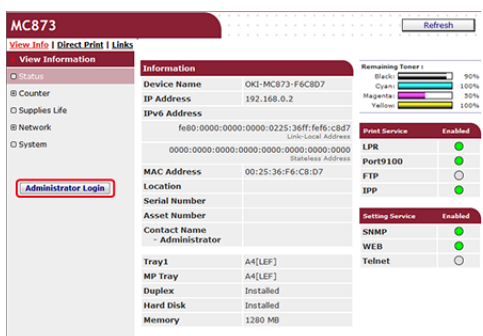 MC873
Refresh
View Info | Direct Print | Links
View Information
Status
Counter
Supplies Life
Network
System
Administrator Login
Information
Device Name OKI-MC873-F6C8D7
IP Address 192.168.0.2
IPv6 Address
fe80:0000:0000:0000:0225:36ff:fef6:c8d7
Link-Local Address
0000:0000:0000:0000:0000:0000:0000:0000
Stateless Address
MAC Address 00:25:36:F6:C8:D7
Location
Serial Number
Asset Number
Contact Name
- Administrator
Tray1 A4[LEF]
MP Tray A4[LEF]
Duplex Installed
Hard Disk Installed
Memory 1280 MB
Remaining Toner :
Black: 90%
Cyan: 100%
Magenta: 50%
Yellow: 100%
Print Service Enabled
LPR
Port9100
FTP
IPP
Setting Service Enabled
SNMP
WEB
Telnet